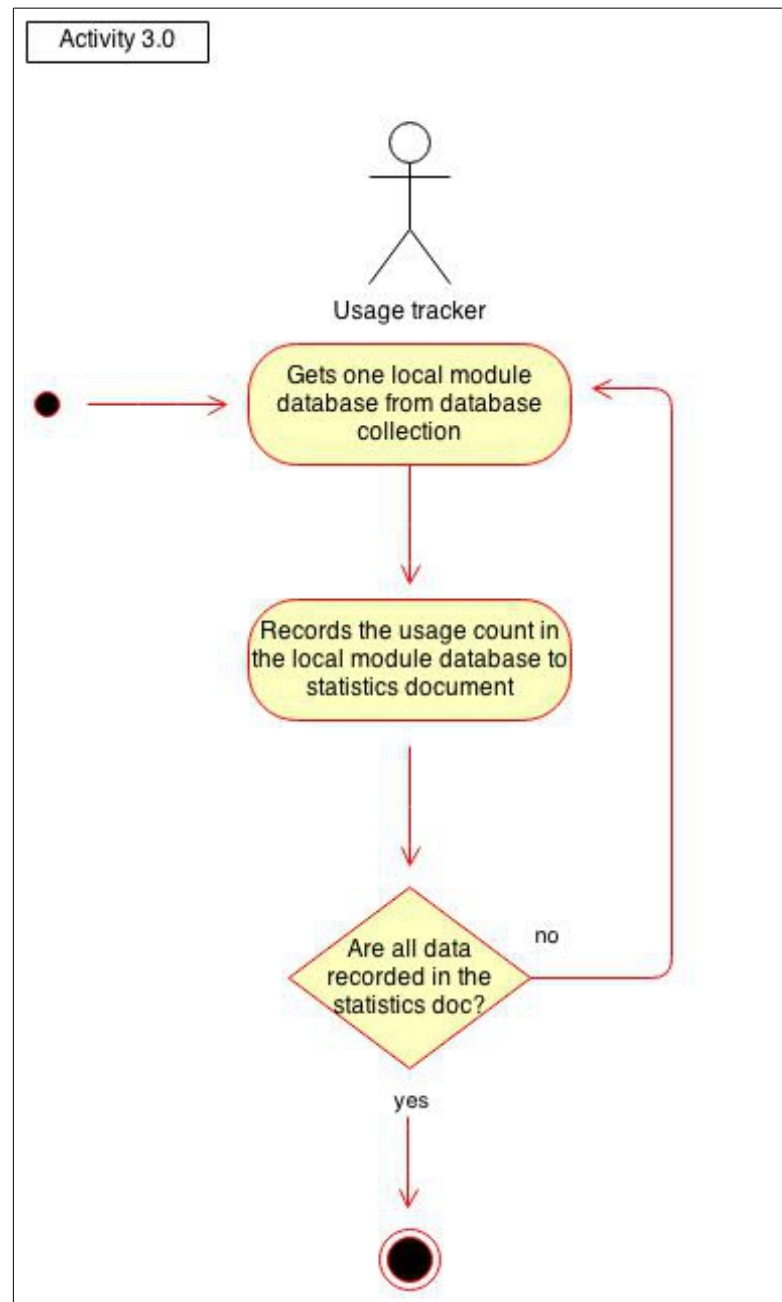 Activity 3.0
Usage tracker
Gets one local module
database from database
collection
Records the usage count in
the local module database to
statistics document
Are all data
recorded in the
statistics doc?
no
yes